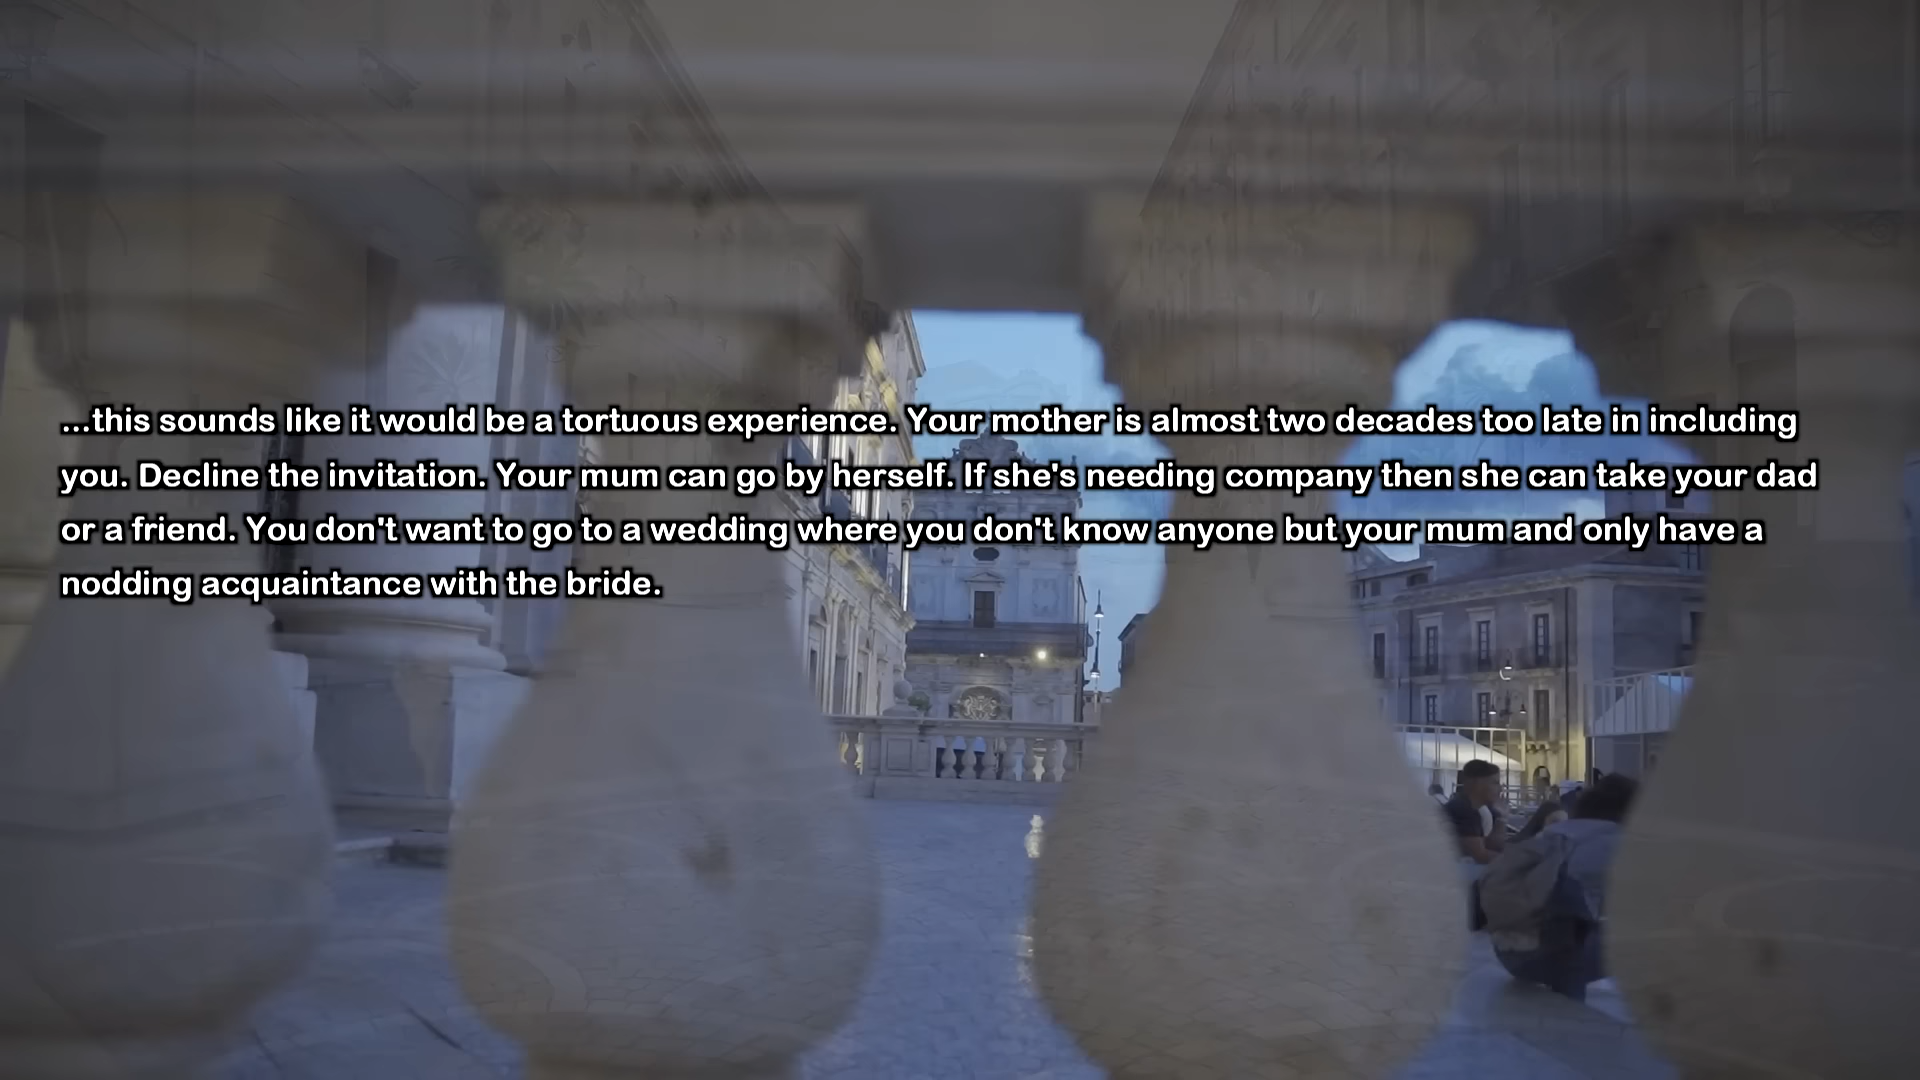 ...this sounds like it would be a tortuous experience. Your mother is almost two decades too late in including
you. Decline the invitation. Your mum can go by herself. If she's needing company then she can take your dad
or a friend. You don't want to go to a wedding where you don't know anyone but your mum and only have a
nodding acquaintance with the bride.